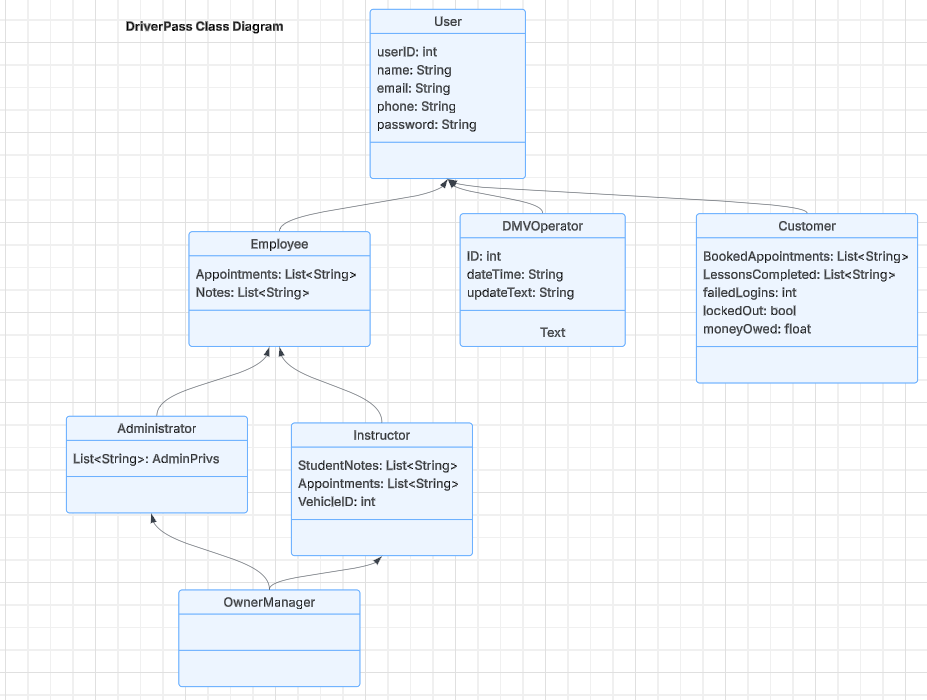 DriverPass Class Diagram
User
userID: int
name: String
email: String
phone: String
password: String
Employee
Appointments: List<String>
Notes: List<String>
DMVOperator
ID: int
dateTime: String
updateText: String
Text
Customer
BookedAppointments: List<String>
LessonsCompleted: List<String>
failedLogins: int
lockedOut: bool
moneyOwed: float
Administrator
List<String>: AdminPrivs
Instructor
StudentNotes: List<String>
Appointments: List<String>
VehicleID: int
OwnerManager